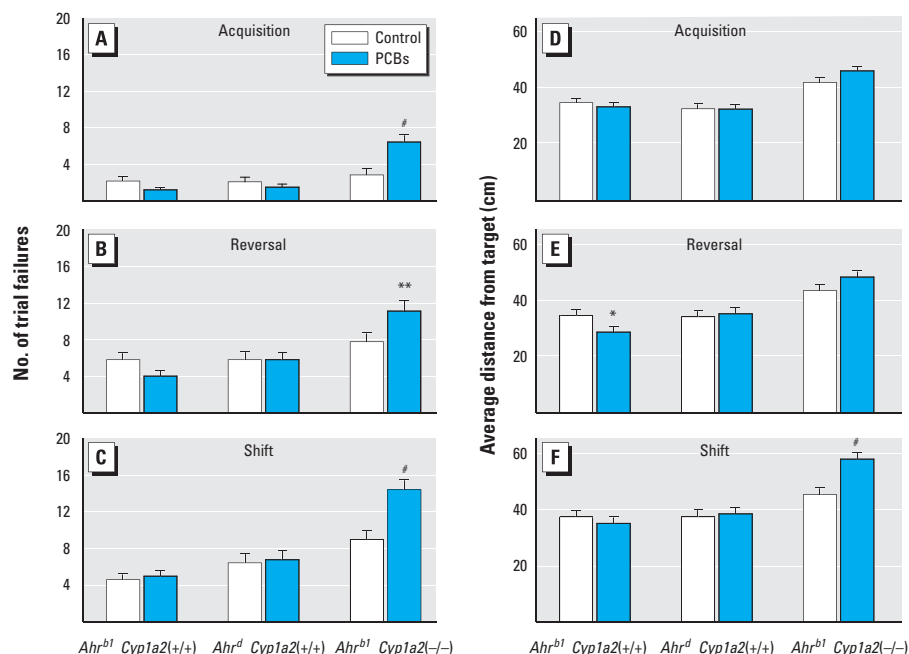 No. of trial failures
A
Acquisition
Control
PCBs
20
16
12
8
4
#
B
Reversal
20
16
12
8
4
**
C
Shift
20
16
12
8
4
#
Ahr^b1 Cyp1a2(+/+) Ahr^d Cyp1a2(+/+) Ahr^b1 Cyp1a2(–/–)
Average distance from target (cm)
D
Acquisition
60
40
20
E
Reversal
60
40
20
*
F
Shift
60
40
20
#
Ahr^b1 Cyp1a2(+/+) Ahr^d Cyp1a2(+/+) Ahr^b1 Cyp1a2(–/–)